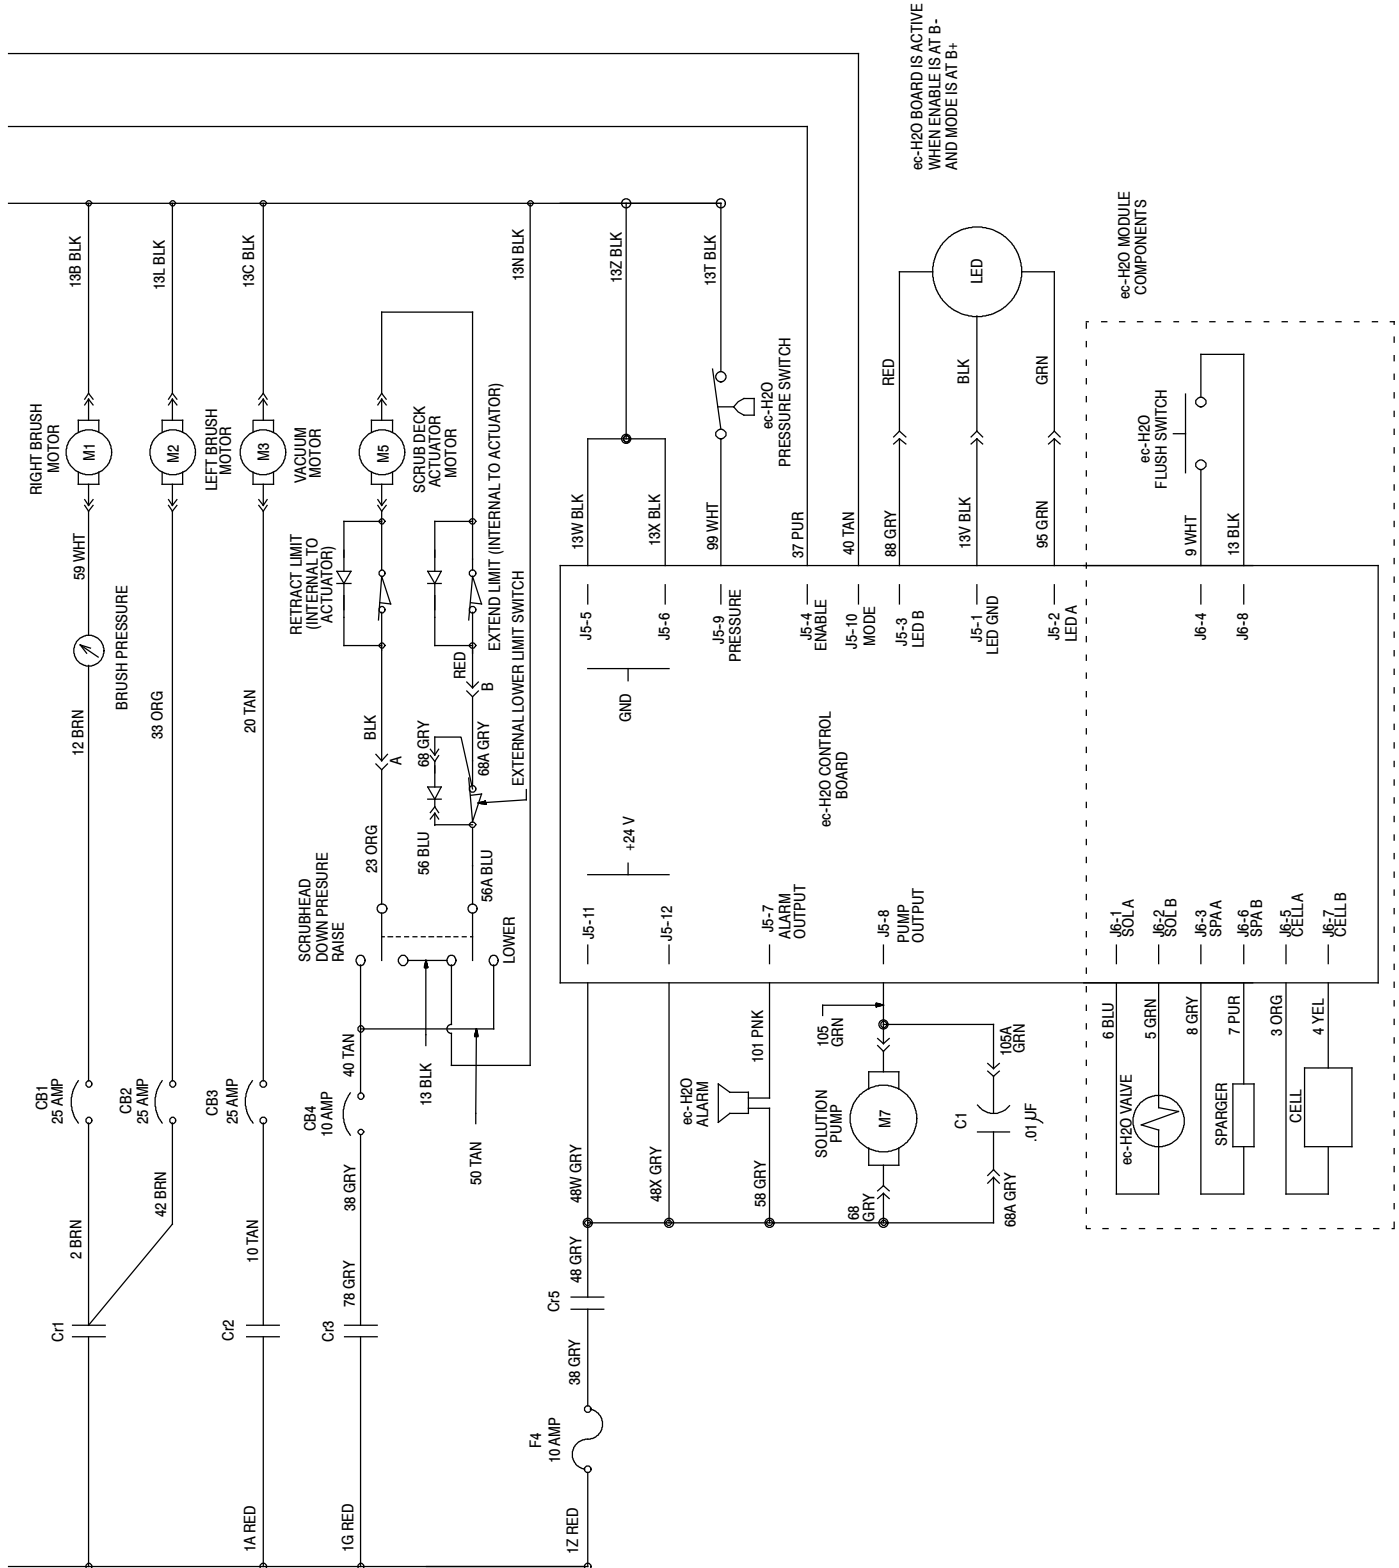 ec-H2O BOARD IS ACTIVE
WHEN ENABLE IS AT B-
AND MODE IS AT B+
13B BLK
13L BLK
13C BLK
13N BLK
13Z BLK
13T BLK
RIGHT BRUSH
MOTOR
M1
M2
LEFT BRUSH
MOTOR
M3
VACUUM
MOTOR
M5
SCRUB DECK
ACTUATOR
MOTOR
ec-H2O
PRESSURE SWITCH
LED
RED
BLK
GRN
ec-H2O MODULE
COMPONENTS
ec-H2O
FLUSH SWITCH
59 WHT
RETRACT LIMIT
(INTERNAL TO
ACTUATOR)
EXTEND LIMIT (INTERNAL TO ACTUATOR)
13W BLK
13X BLK
99 WHT
37 PUR
40 TAN
88 GRY
13V BLK
95 GRN
9 WHT
13 BLK
BRUSH PRESSURE
12 BRN
33 ORG
20 TAN
BLK
A
RED
B
68 GRY
68A GRY
EXTERNAL LOWER LIMIT SWITCH
56 BLU
56A BLU
23 ORG
J5-5
J5-6
GND
J5-9
PRESSURE
J5-4
ENABLE
J5-10
MODE
J5-3
LED B
J5-1
LED GND
J5-2
LED A
J6-4
J6-8
ec-H2O CONTROL
BOARD
+24 V
SCRUBHEAD
DOWN PRESURE
RAISE
LOWER
J5-11
J5-12
J5-7
ALARM
OUTPUT
J5-8
PUMP
OUTPUT
J6-1
SOL A
J6-2
SOL B
J6-3
SPA A
J6-6
SPA B
J6-5
CELL A
J6-7
CELL B
CB1
25 AMP
CB2
25 AMP
CB3
25 AMP
CB4
10 AMP
40 TAN
13 BLK
50 TAN
101 PNK
105
GRN
105A
GRN
6 BLU
5 GRN
8 GRY
7 PUR
3 ORG
4 YEL
ec-H2O
ALARM
SOLUTION
PUMP
M7
C1
.01 UF
ec-H2O VALVE
SPARGER
CELL
2 BRN
42 BRN
10 TAN
38 GRY
78 GRY
48W GRY
48X GRY
58 GRY
68
GRY
68A GRY
48 GRY
Cr1
Cr2
Cr3
Cr5
38 GRY
F4
10 AMP
1A RED
1G RED
1Z RED